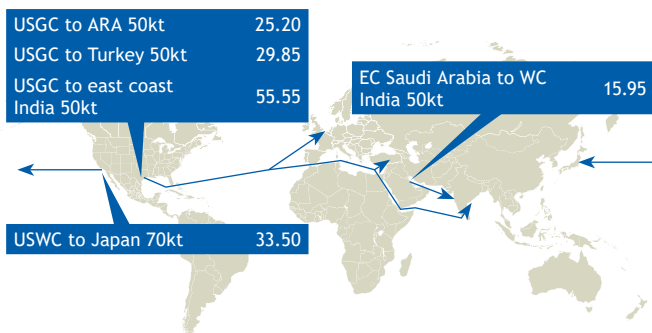 USGC to ARA 50kt 25.20
USGC to Turkey 50kt 29.85
USGC to east coast
India 50kt 55.55
EC Saudi Arabia to WC
India 50kt 15.95
USWC to Japan 70kt 33.50